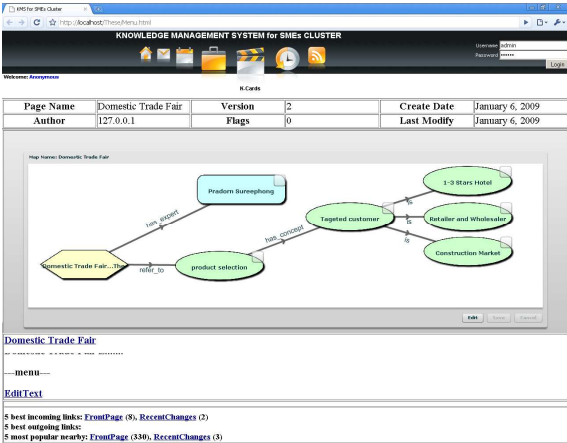 KMS for SMEs Cluster
http://localhost/These/Menu.html
KNOWLEDGE MANAGEMENT SYSTEM for SMEs CLUSTER
Username admin
Password ••••••
Login
Welcome: Anonymous
K-Cards
Page Name Domestic Trade Fair Version 2 Create Date January 6, 2009
Author 127.0.0.1 Flags 0 Last Modify January 6, 2009
Map Name: Domestic Trade Fair
1-3 Stars Hotel
Pradorn Sureephong
has_expert
is
Tageted customer
is
Retailer and Wholesaler
has_concept
is
Construction Market
Domestic Trade Fair...The
refer_to
product selection
Edit Save Cancel
Domestic Trade Fair
----menu----
EditText
5 best incoming links: FrontPage (8), RecentChanges (2)
5 best outgoing links:
5 most popular nearby: FrontPage (330), RecentChanges (3)